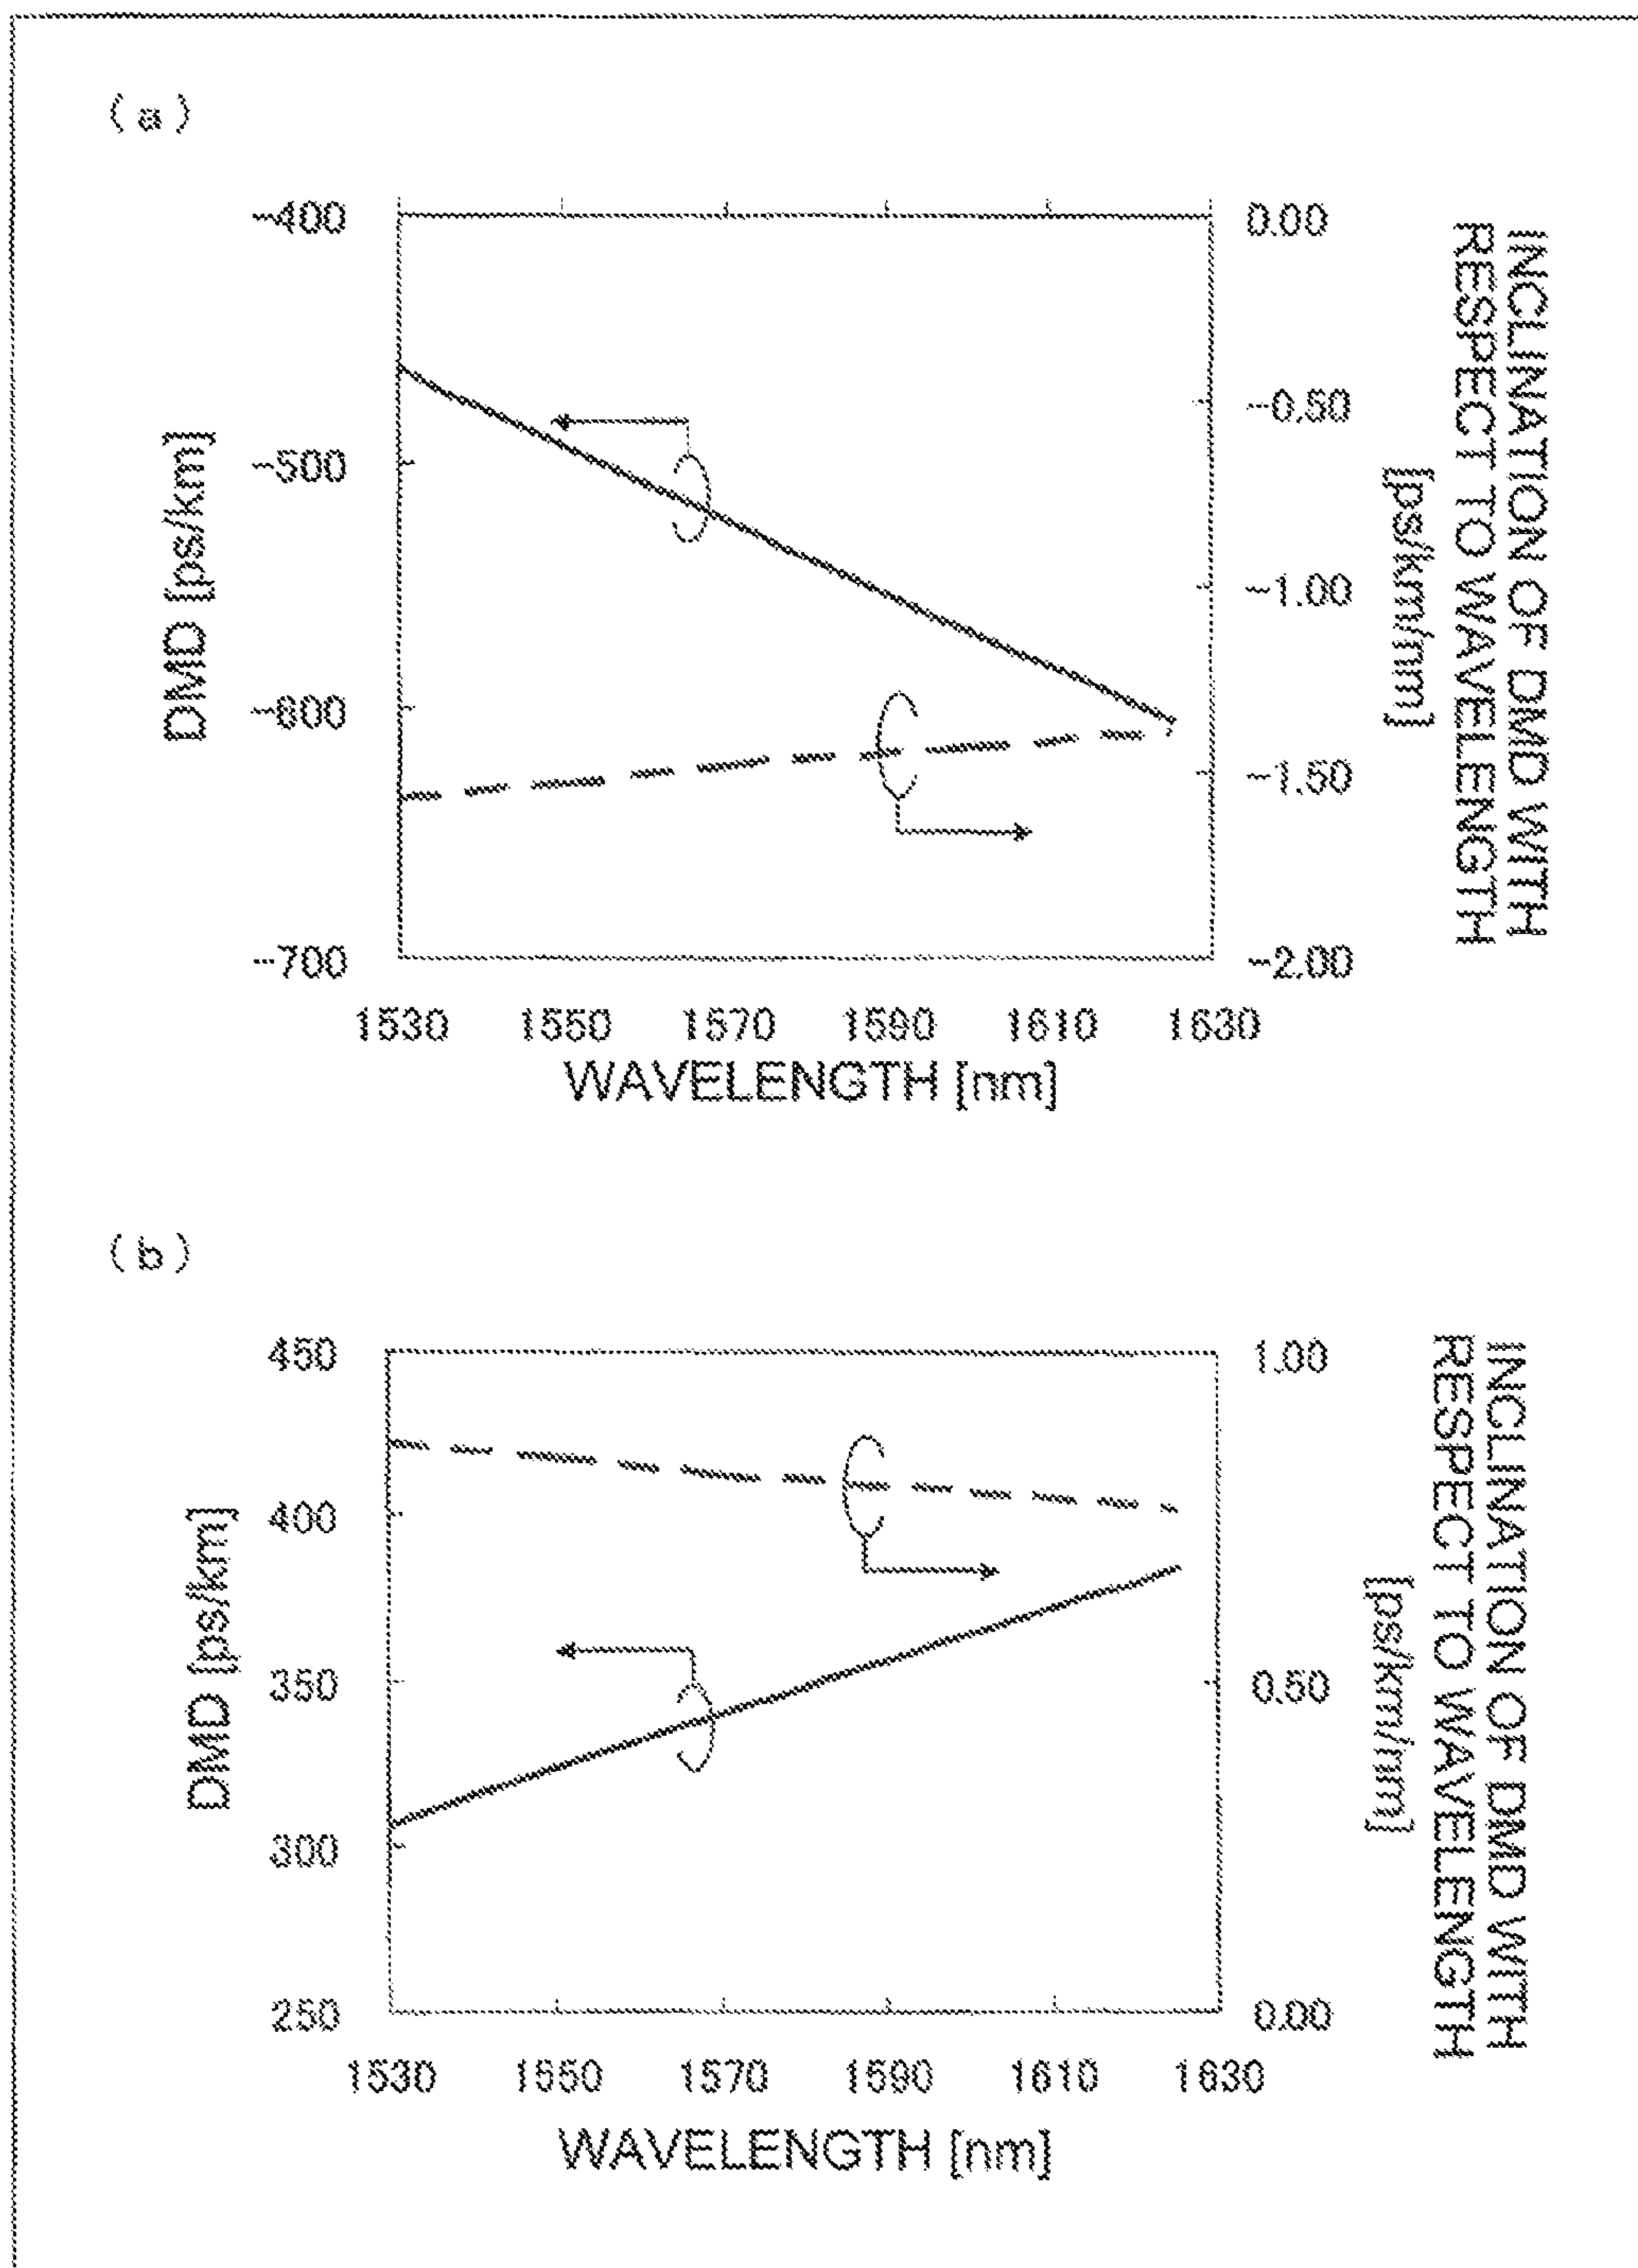 (a)
-400
-500
-600
-700
DMD [ps/km]
0.00
-0.50
-1.00
-1.50
-2.00
INCLINATION OF DMD WITH
RESPECT TO WAVELENGTH
[ps/km/nm]
1530 1550 1570 1590 1610 1630
WAVELENGTH [nm]
(b)
450
400
350
300
250
DMD [ps/km]
1.00
0.50
0.00
INCLINATION OF DMD WITH
RESPECT TO WAVELENGTH
[ps/km/nm]
1530 1550 1570 1590 1610 1630
WAVELENGTH [nm]